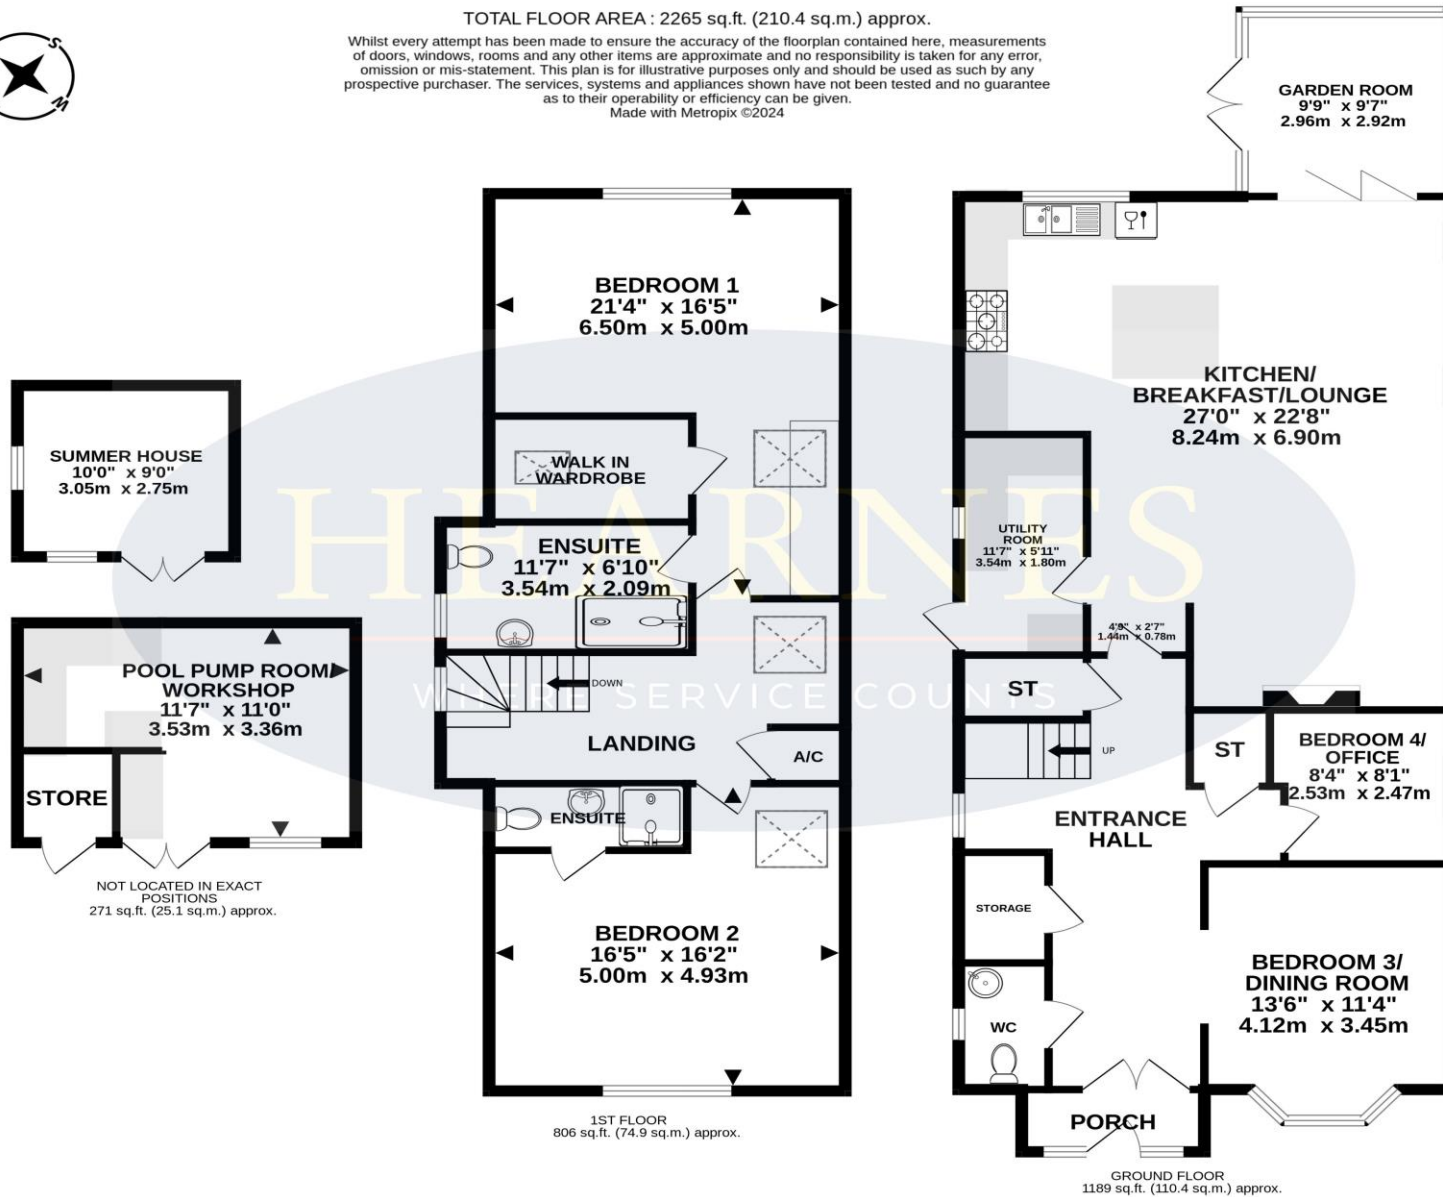 TOTAL FLOOR AREA : 2265 sq.ft. (210.4 sq.m.) approx.
Whilst every attempt has been made to ensure the accuracy of the floorplan contained here, measurements
of doors, windows, rooms and any other items are approximate and no responsibility is taken for any error,
omission or mis-statement. This plan is for illustrative purposes only and should be used as such by any
prospective purchaser. The services, systems and appliances shown have not been tested and no guarantee
as to their operability or efficiency can be given.
Made with Metropix ©2024
S
W
SUMMER HOUSE
10'0" x 9'0"
3.05m x 2.75m
POOL PUMP ROOM/
WORKSHOP
11'7" x 11'0"
3.53m x 3.36m
STORE
NOT LOCATED IN EXACT
POSITIONS
271 sq.ft. (25.1 sq.m.) approx.
BEDROOM 1
21'4" x 16'5"
6.50m x 5.00m
WALK IN
WARDROBE
ENSUITE
11'7" x 6'10"
3.54m x 2.09m
DOWN
LANDING
A/C
ENSUITE
BEDROOM 2
16'5" x 16'2"
5.00m x 4.93m
1ST FLOOR
806 sq.ft. (74.9 sq.m.) approx.
GARDEN ROOM
9'9" x 9'7"
2.96m x 2.92m
KITCHEN/
BREAKFAST/LOUNGE
27'0" x 22'8"
8.24m x 6.90m
UTILITY
ROOM
11'7" x 5'11"
3.54m x 1.80m
4'9" x 2'7"
1.44m x 0.78m
ST
UP
ST
BEDROOM 4/
OFFICE
8'4" x 8'1"
2.53m x 2.47m
ENTRANCE
HALL
STORAGE
WC
BEDROOM 3/
DINING ROOM
13'6" x 11'4"
4.12m x 3.45m
PORCH
GROUND FLOOR
1189 sq.ft. (110.4 sq.m.) approx.
HEARNES
WHERE SERVICE COUNTS